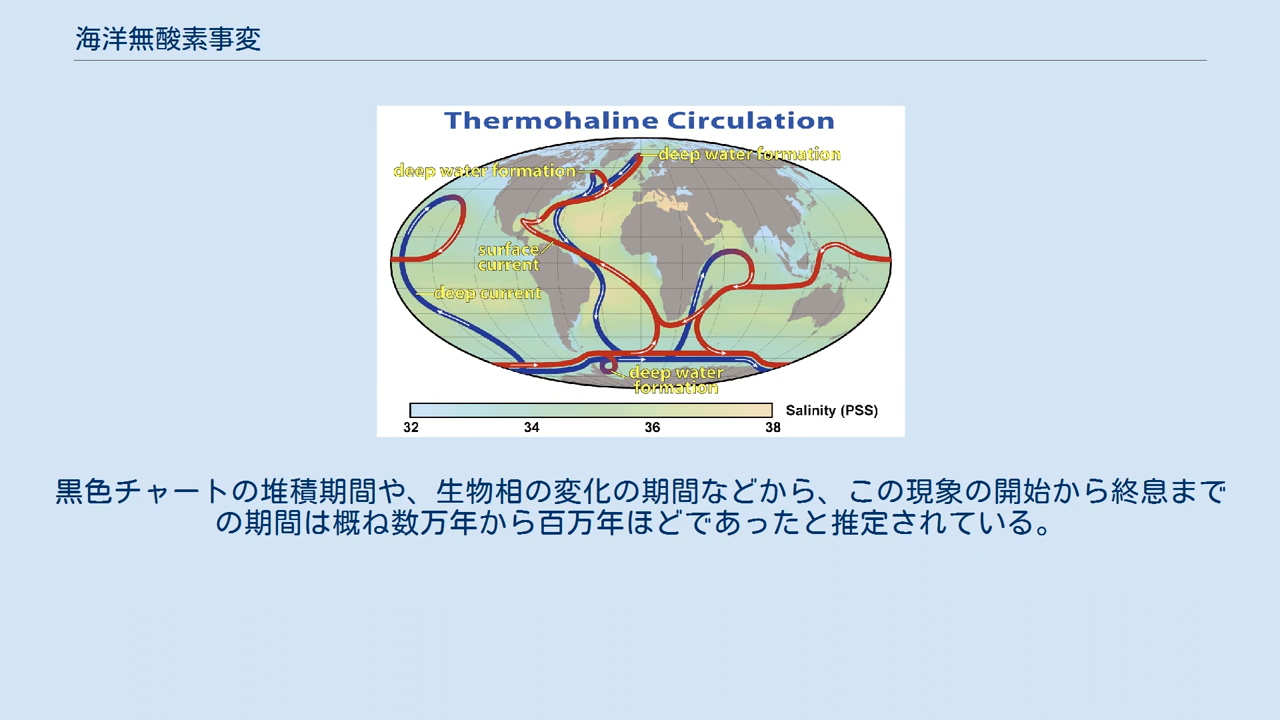 海洋無酸素事変
Thermohaline Circulation
deep water formation
deep water formation
surface
current
deep current
deep water
formation
Salinity (PSS)
32 34 36 38
黒色チャートの堆積期間や、生物相の変化の期間などから、この現象の開始から終息まで
の期間は概ね数万年から百万年ほどであったと推定されている。